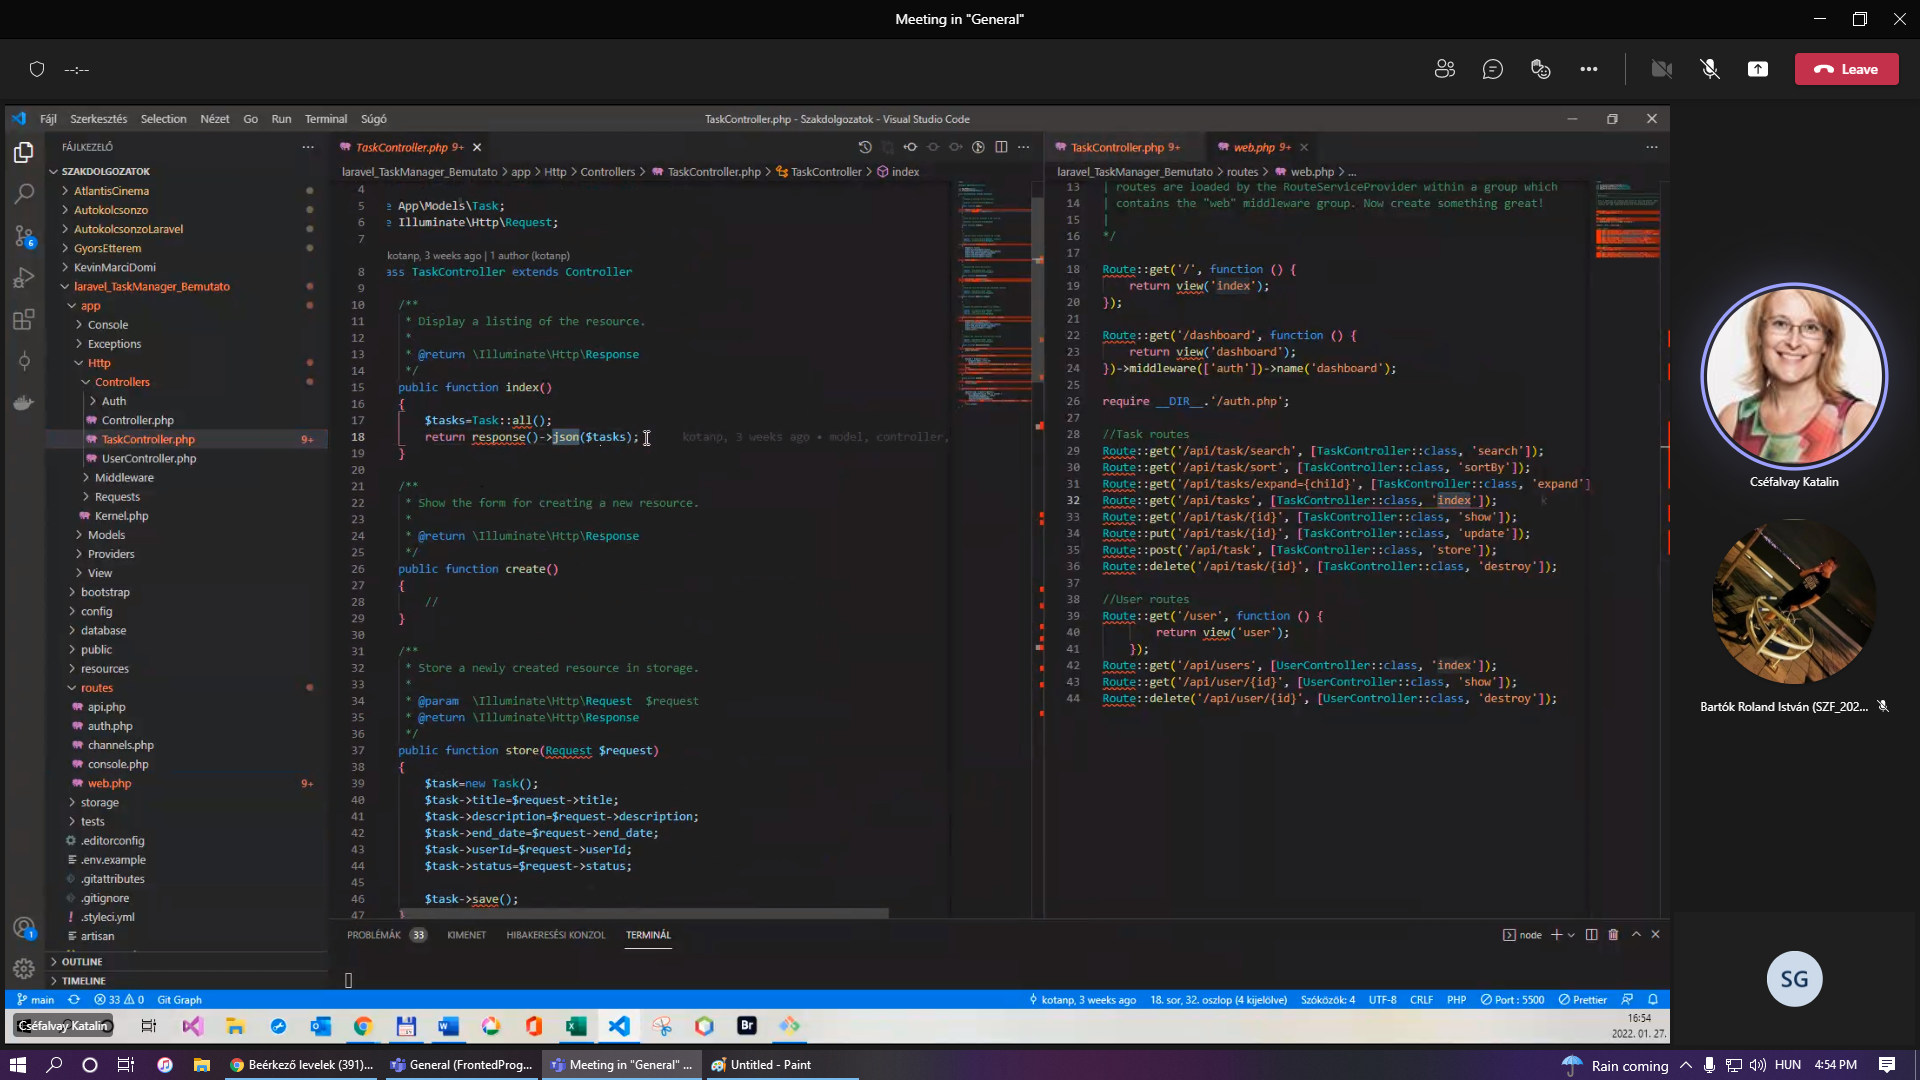 Meeting in "General"
--:--
Leave
Fájl Szerkesztés Selection Nézet Go Run Terminal Súgó
TaskController.php - Szakdolgozatok - Visual Studio Code
FÁJLKEZELŐ
SZAKDOLGOZATOK
AtlantisCinema
Autokolcsonzo
AutokolcsonzoLaravel
GyorsEtterem
KevinMarciDomi
laravel_TaskManager_Bemutato
app
Console
Exceptions
Http
Controllers
Auth
Controller.php
TaskController.php 9+
UserController.php
Middleware
Requests
Kernel.php
Models
Providers
View
bootstrap
config
database
public
resources
routes
api.php
auth.php
channels.php
console.php
web.php 9+
storage
tests
.editorconfig
.env.example
.gitattributes
.gitignore
.styleci.yml
artisan
OUTLINE
TIMELINE
6
1
TaskController.php 9+
laravel_TaskManager_Bemutato > app > Http > Controllers > TaskController.php > TaskController > index
4
5 e App\Models\Task;
6 e Illuminate\Http\Request;
7
kotanp, 3 weeks ago | 1 author (kotanp)
8 ass TaskController extends Controller
9
10 /**
11 * Display a listing of the resource.
12 *
13 * @return \Illuminate\Http\Response
14 */
15 public function index()
16 {
17 $tasks=Task::all();
18 return response()->json($tasks); kotanp, 3 weeks ago • model, controller,
19 }
20
21 /**
22 * Show the form for creating a new resource.
23 *
24 * @return \Illuminate\Http\Response
25 */
26 public function create()
27 {
28 //
29 }
30
31 /**
32 * Store a newly created resource in storage.
33 *
34 * @param \Illuminate\Http\Request $request
35 * @return \Illuminate\Http\Response
36 */
37 public function store(Request $request)
38 {
39 $task=new Task();
40 $task->title=$request->title;
41 $task->description=$request->description;
42 $task->end_date=$request->end_date;
43 $task->userId=$request->userId;
44 $task->status=$request->status;
45
46 $task->save();
47 }
TaskController.php 9+ web.php 9+
laravel_TaskManager_Bemutato > routes > web.php > ...
13 | routes are loaded by the RouteServiceProvider within a group which
14 | contains the "web" middleware group. Now create something great!
15 |
16 */
17
18 Route::get('/', function () {
19 return view('index');
20 });
21
22 Route::get('/dashboard', function () {
23 return view('dashboard');
24 })->middleware(['auth'])->name('dashboard');
25
26 require __DIR__.'/auth.php';
27
28 //Task routes
29 Route::get('/api/task/search', [TaskController::class, 'search']);
30 Route::get('/api/task/sort', [TaskController::class, 'sortBy']);
31 Route::get('/api/tasks/expand={child}', [TaskController::class, 'expand']
32 Route::get('/api/tasks', [TaskController::class, 'index']); k
33 Route::get('/api/task/{id}', [TaskController::class, 'show']);
34 Route::put('/api/task/{id}', [TaskController::class, 'update']);
35 Route::post('/api/task', [TaskController::class, 'store']);
36 Route::delete('/api/task/{id}', [TaskController::class, 'destroy']);
37
38 //User routes
39 Route::get('/user', function () {
40 return view('user');
41 });
42 Route::get('/api/users', [UserController::class, 'index']);
43 Route::get('/api/user/{id}', [UserController::class, 'show']);
44 Route::delete('/api/user/{id}', [UserController::class, 'destroy']);
PROBLÉMÁK 33 KIMENET HIBAKERESÉSI KONZOL TERMINÁL
node
main 33 0 Git Graph
kotanp, 3 weeks ago 18. sor, 32. oszlop (4 kijelölve) Szóközök: 4 UTF-8 CRLF PHP Port : 5500 Prettier
Cséfalvay Katalin
Br
16:54
2022. 01. 27.
Cséfalvay Katalin
Bartók Roland István (SZF_202...
SG
Beérkező levelek (391)...
General (FrontedProg...
Meeting in "General" ...
Untitled - Paint
Rain coming
HUN
4:54 PM